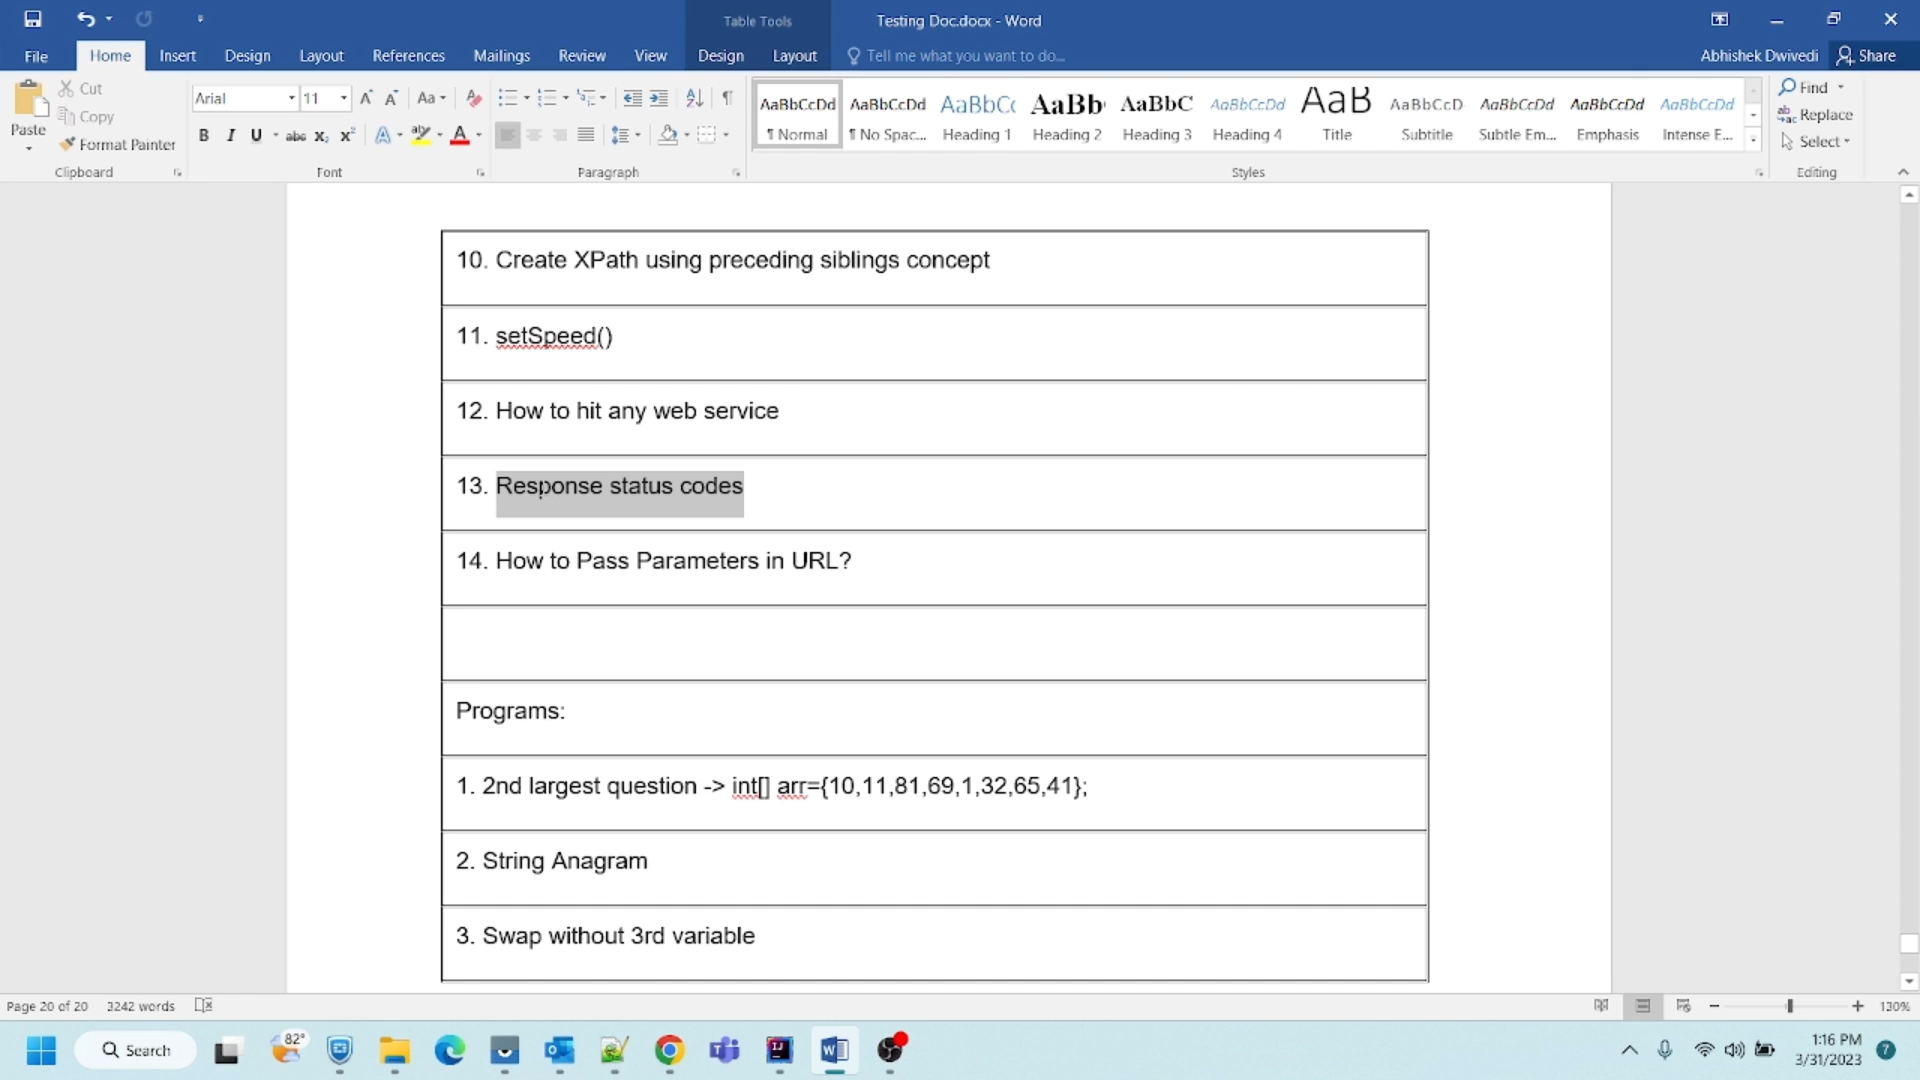 Table Tools
Testing Doc.docx - Word
File
Home
Insert
Design
Layout
References
Mailings
Review
View
Design
Layout
Tell me what you want to do...
Abhishek Dwivedi
Share
Paste
Cut
Copy
Format Painter
Clipboard
Arial
11
Font
Paragraph
AaBbCcDd
¶ Normal
AaBbCcDd
¶ No Spac...
AaBbCc
Heading 1
AaBb
Heading 2
AaBbC
Heading 3
AaBbCcDd
Heading 4
AaB
Title
AaBbCcD
Subtitle
AaBbCcDd
Subtle Em...
AaBbCcDd
Emphasis
AaBbCcDd
Intense E...
Styles
Find
Replace
Select
Editing
10. Create XPath using preceding siblings concept
11. setSpeed()
12. How to hit any web service
13. Response status codes
14. How to Pass Parameters in URL?
Programs:
1. 2nd largest question -> int[] arr={10,11,81,69,1,32,65,41};
2. String Anagram
3. Swap without 3rd variable
Page 20 of 20
3242 words
130%
Search
82°
1:16 PM
3/31/2023
7